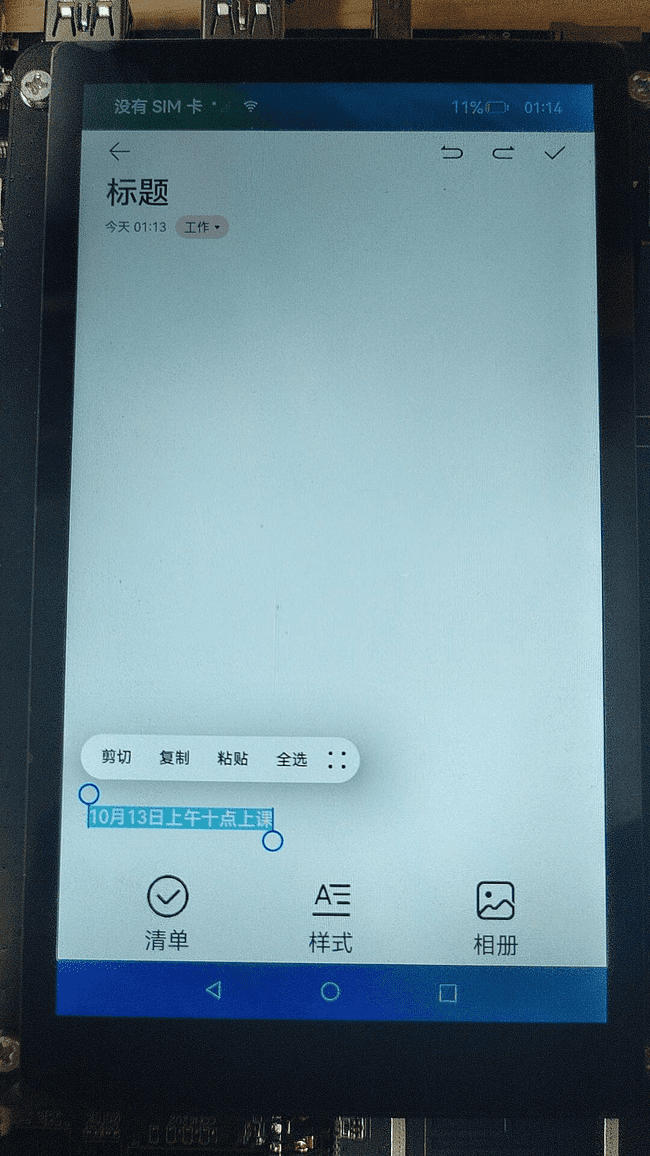 没有 SIM 卡 11% 01:14
标题
今天 01:13 工作
剪切 复制 粘贴 全选
10月13日上午十点上课
清单 样式 相册